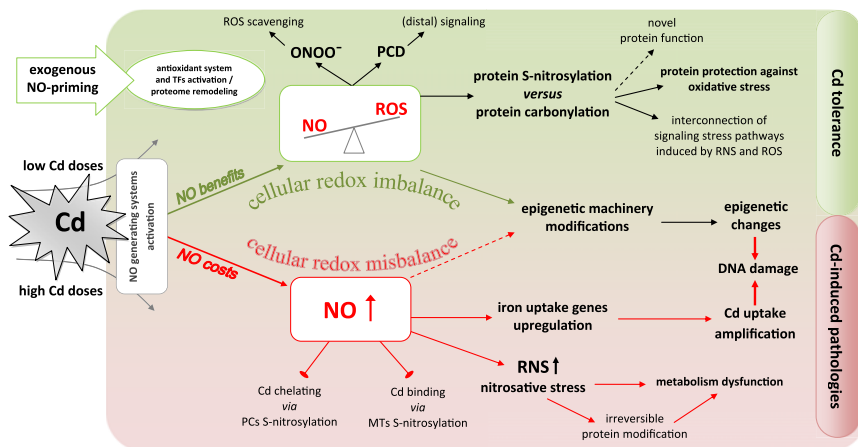 ROS scavenging
(distal) signaling
novel
protein function
ONOO⁻
PCD
exogenous
NO-priming
antioxidant system
and TFs activation /
proteome remodeling
protein S-nitrosylation
versus
protein carbonylation
protein protection against
oxidative stress
NO
ROS
interconnection of
signaling stress pathways
induced by RNS and ROS
Cd tolerance
low Cd doses
Cd
high Cd doses
NO generating systems
activation
NO benefits
cellular redox imbalance
epigenetic machinery
modifications
epigenetic
changes
cellular redox misbalance
NO costs
DNA damage
NO ↑
iron uptake genes
upregulation
Cd uptake
amplification
RNS ↑
nitrosative stress
metabolism dysfunction
Cd chelating
via
PCs S-nitrosylation
Cd binding
via
MTs S-nitrosylation
irreversible
protein modification
Cd-induced pathologies